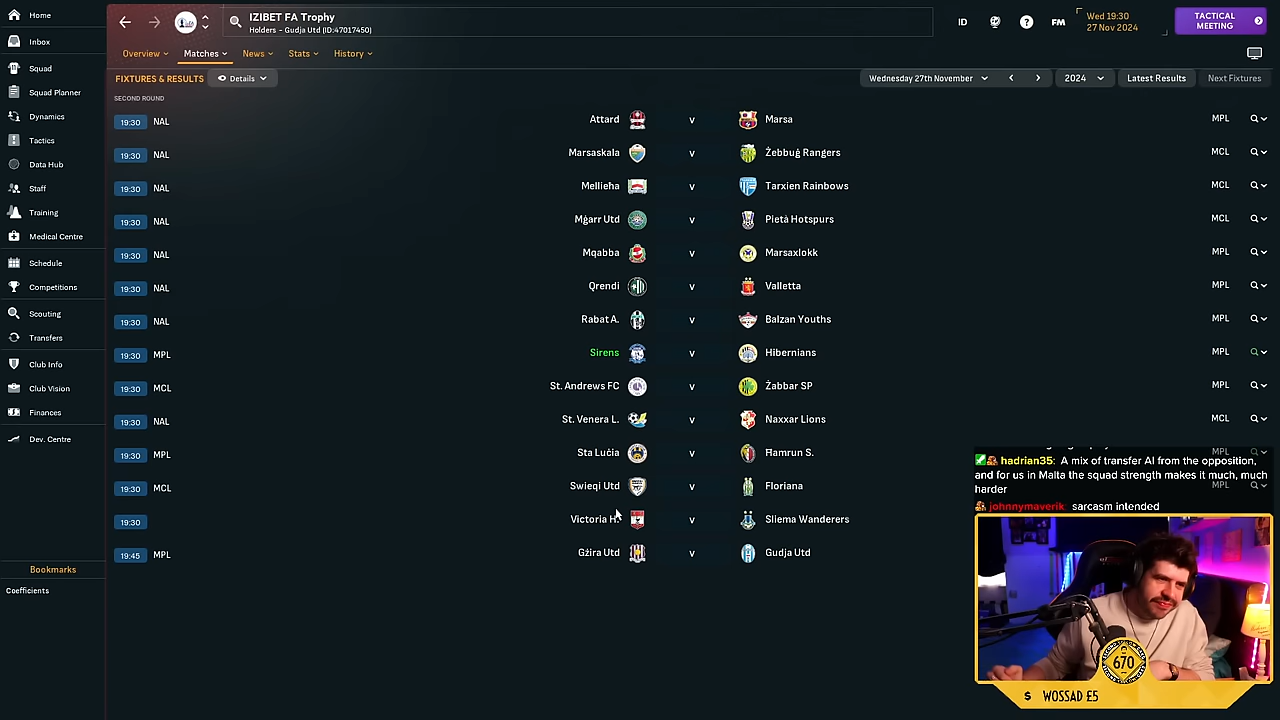 Home
IZIBET FA Trophy
Holders - Gudja Utd (ID:47017450)
ID
FM
Wed 19:30
27 Nov 2024
TACTICAL
MEETING
Inbox
Overview
Matches
News
Stats
History
Squad
Squad Planner
Dynamics
Tactics
Data Hub
Staff
Training
Medical Centre
Schedule
Competitions
Scouting
Transfers
Club Info
Club Vision
Finances
Dev. Centre
Bookmarks
Coefficients
FIXTURES & RESULTS
Details
Wednesday 27th November
2024
Latest Results
Next Fixtures
SECOND ROUND
19:30 NAL Attard v Marsa MPL
19:30 NAL Marsaskala v Żebbuġ Rangers MCL
19:30 NAL Mellieħa v Tarxien Rainbows MCL
19:30 NAL Mġarr Utd v Pietà Hotspurs MCL
19:30 NAL Mqabba v Marsaxlokk MPL
19:30 NAL Qrendi v Valletta MPL
19:30 NAL Rabat A. v Balzan Youths MPL
19:30 MPL Sirens v Hibernians MPL
19:30 MCL St. Andrews FC v Żabbar SP MPL
19:30 NAL St. Venera L. v Naxxar Lions MCL
19:30 MPL Sta Luċia v Ħamrun S.
19:30 MCL Swieqi Utd v Floriana MPL
19:30 Victoria H. v Sliema Wanderers
19:45 MPL Gżira Utd v Gudja Utd
hadrian35: A mix of transfer AI from the opposition,
and for us in Malta the squad strength makes it much, much
harder
johnnymaverik sarcasm intended
670
$ WOSSAD £5